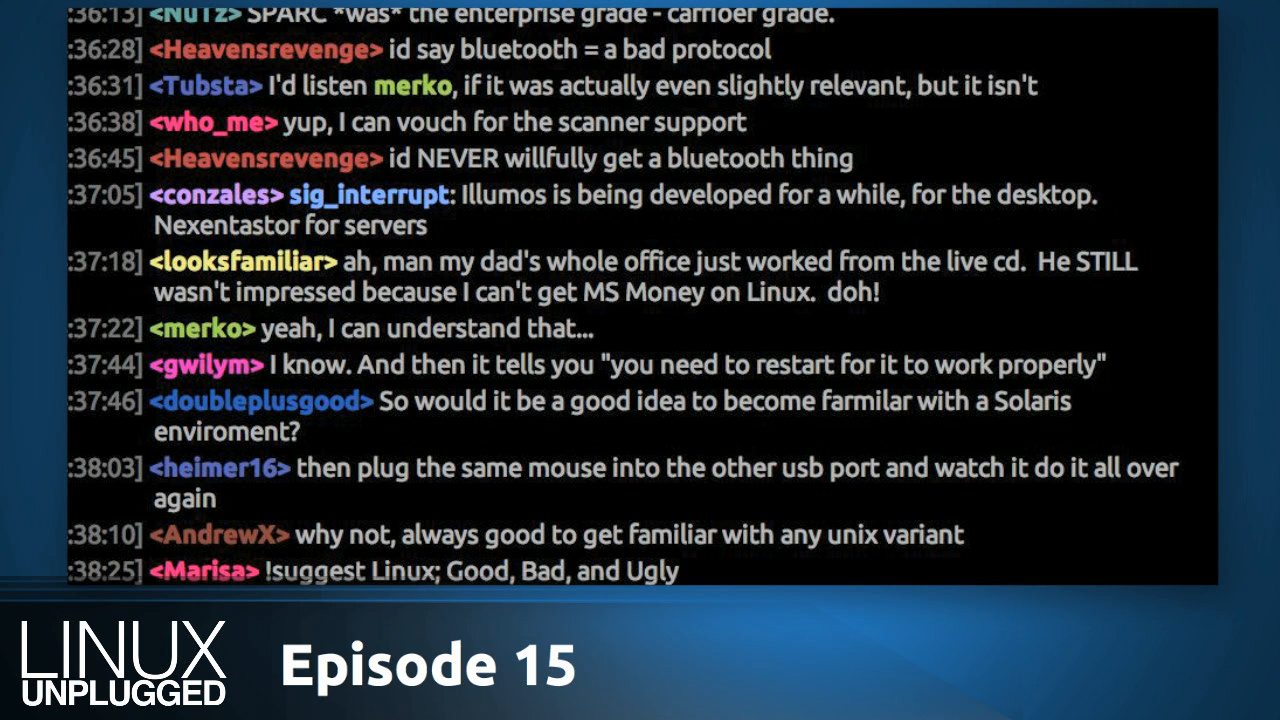 :36:13] <NuTz> SPARC *was* the enterprise grade - carrioer grade.
:36:28] <Heavensrevenge> id say bluetooth = a bad protocol
:36:31] <Tubsta> I'd listen merko, if it was actually even slightly relevant, but it isn't
:36:38] <who_me> yup, I can vouch for the scanner support
:36:45] <Heavensrevenge> id NEVER willfully get a bluetooth thing
:37:05] <conzales> sig_interrupt: Illumos is being developed for a while, for the desktop.
Nexentastor for servers
:37:18] <looksfamiliar> ah, man my dad's whole office just worked from the live cd.  He STILL
wasn't impressed because I can't get MS Money on Linux.  doh!
:37:22] <merko> yeah, I can understand that...
:37:44] <gwilym> I know. And then it tells you "you need to restart for it to work properly"
:37:46] <doubleplusgood> So would it be a good idea to become farmilar with a Solaris
enviroment?
:38:03] <heimer16> then plug the same mouse into the other usb port and watch it do it all over
again
:38:10] <AndrewX> why not, always good to get familiar with any unix variant
:38:25] <Marisa> !suggest Linux; Good, Bad, and Ugly
LINUX
UNPLUGGED
Episode 15